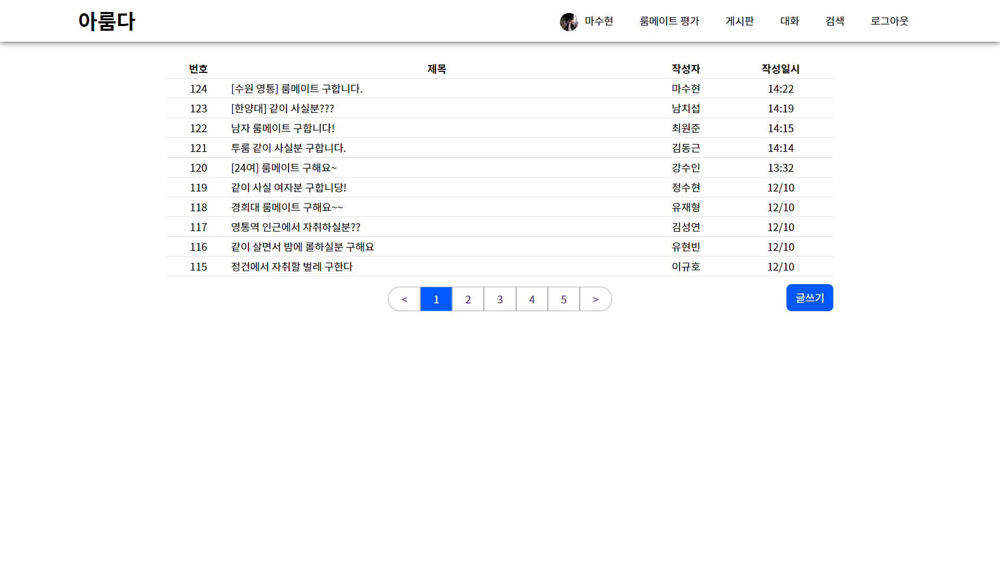 아룸다 마수현 룸메이트 평가 게시판 대화 검색 로그아웃
번호 제목 작성자 작성일시
124 [수원 영통] 룸메이트 구합니다. 마수현 14:22
123 [한양대] 같이 사실분??? 남치섭 14:19
122 남자 룸메이트 구합니다! 최원준 14:15
121 투룸 같이 사실분 구합니다. 김동근 14:14
120 [24여] 룸메이트 구해요~ 강수인 13:32
119 같이 사실 여자분 구합니당! 정수현 12/10
118 경희대 룸메이트 구해요~~ 유재형 12/10
117 영통역 인근에서 자취하실분?? 김성연 12/10
116 같이 살면서 밤에 롤하실분 구해요 유현빈 12/10
115 정건에서 자취할 벌레 구한다 이규호 12/10
< 1 2 3 4 5 > 글쓰기